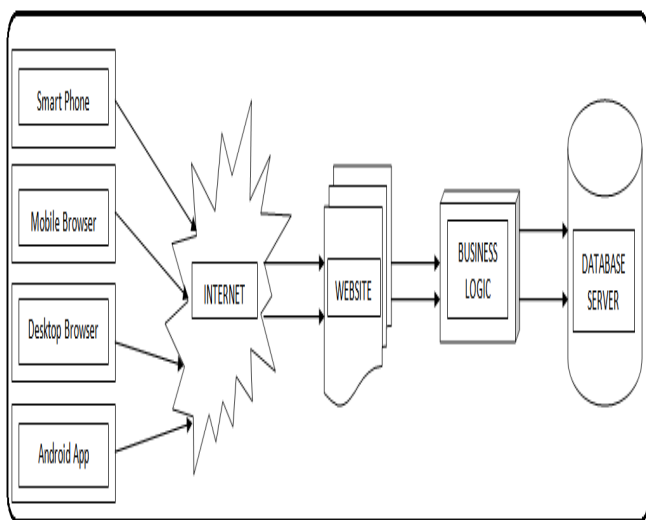 Smart Phone
Mobile Browser
Desktop Browser
Android App
INTERNET
WEBSITE
BUSINESS
LOGIC
DATABASE
SERVER